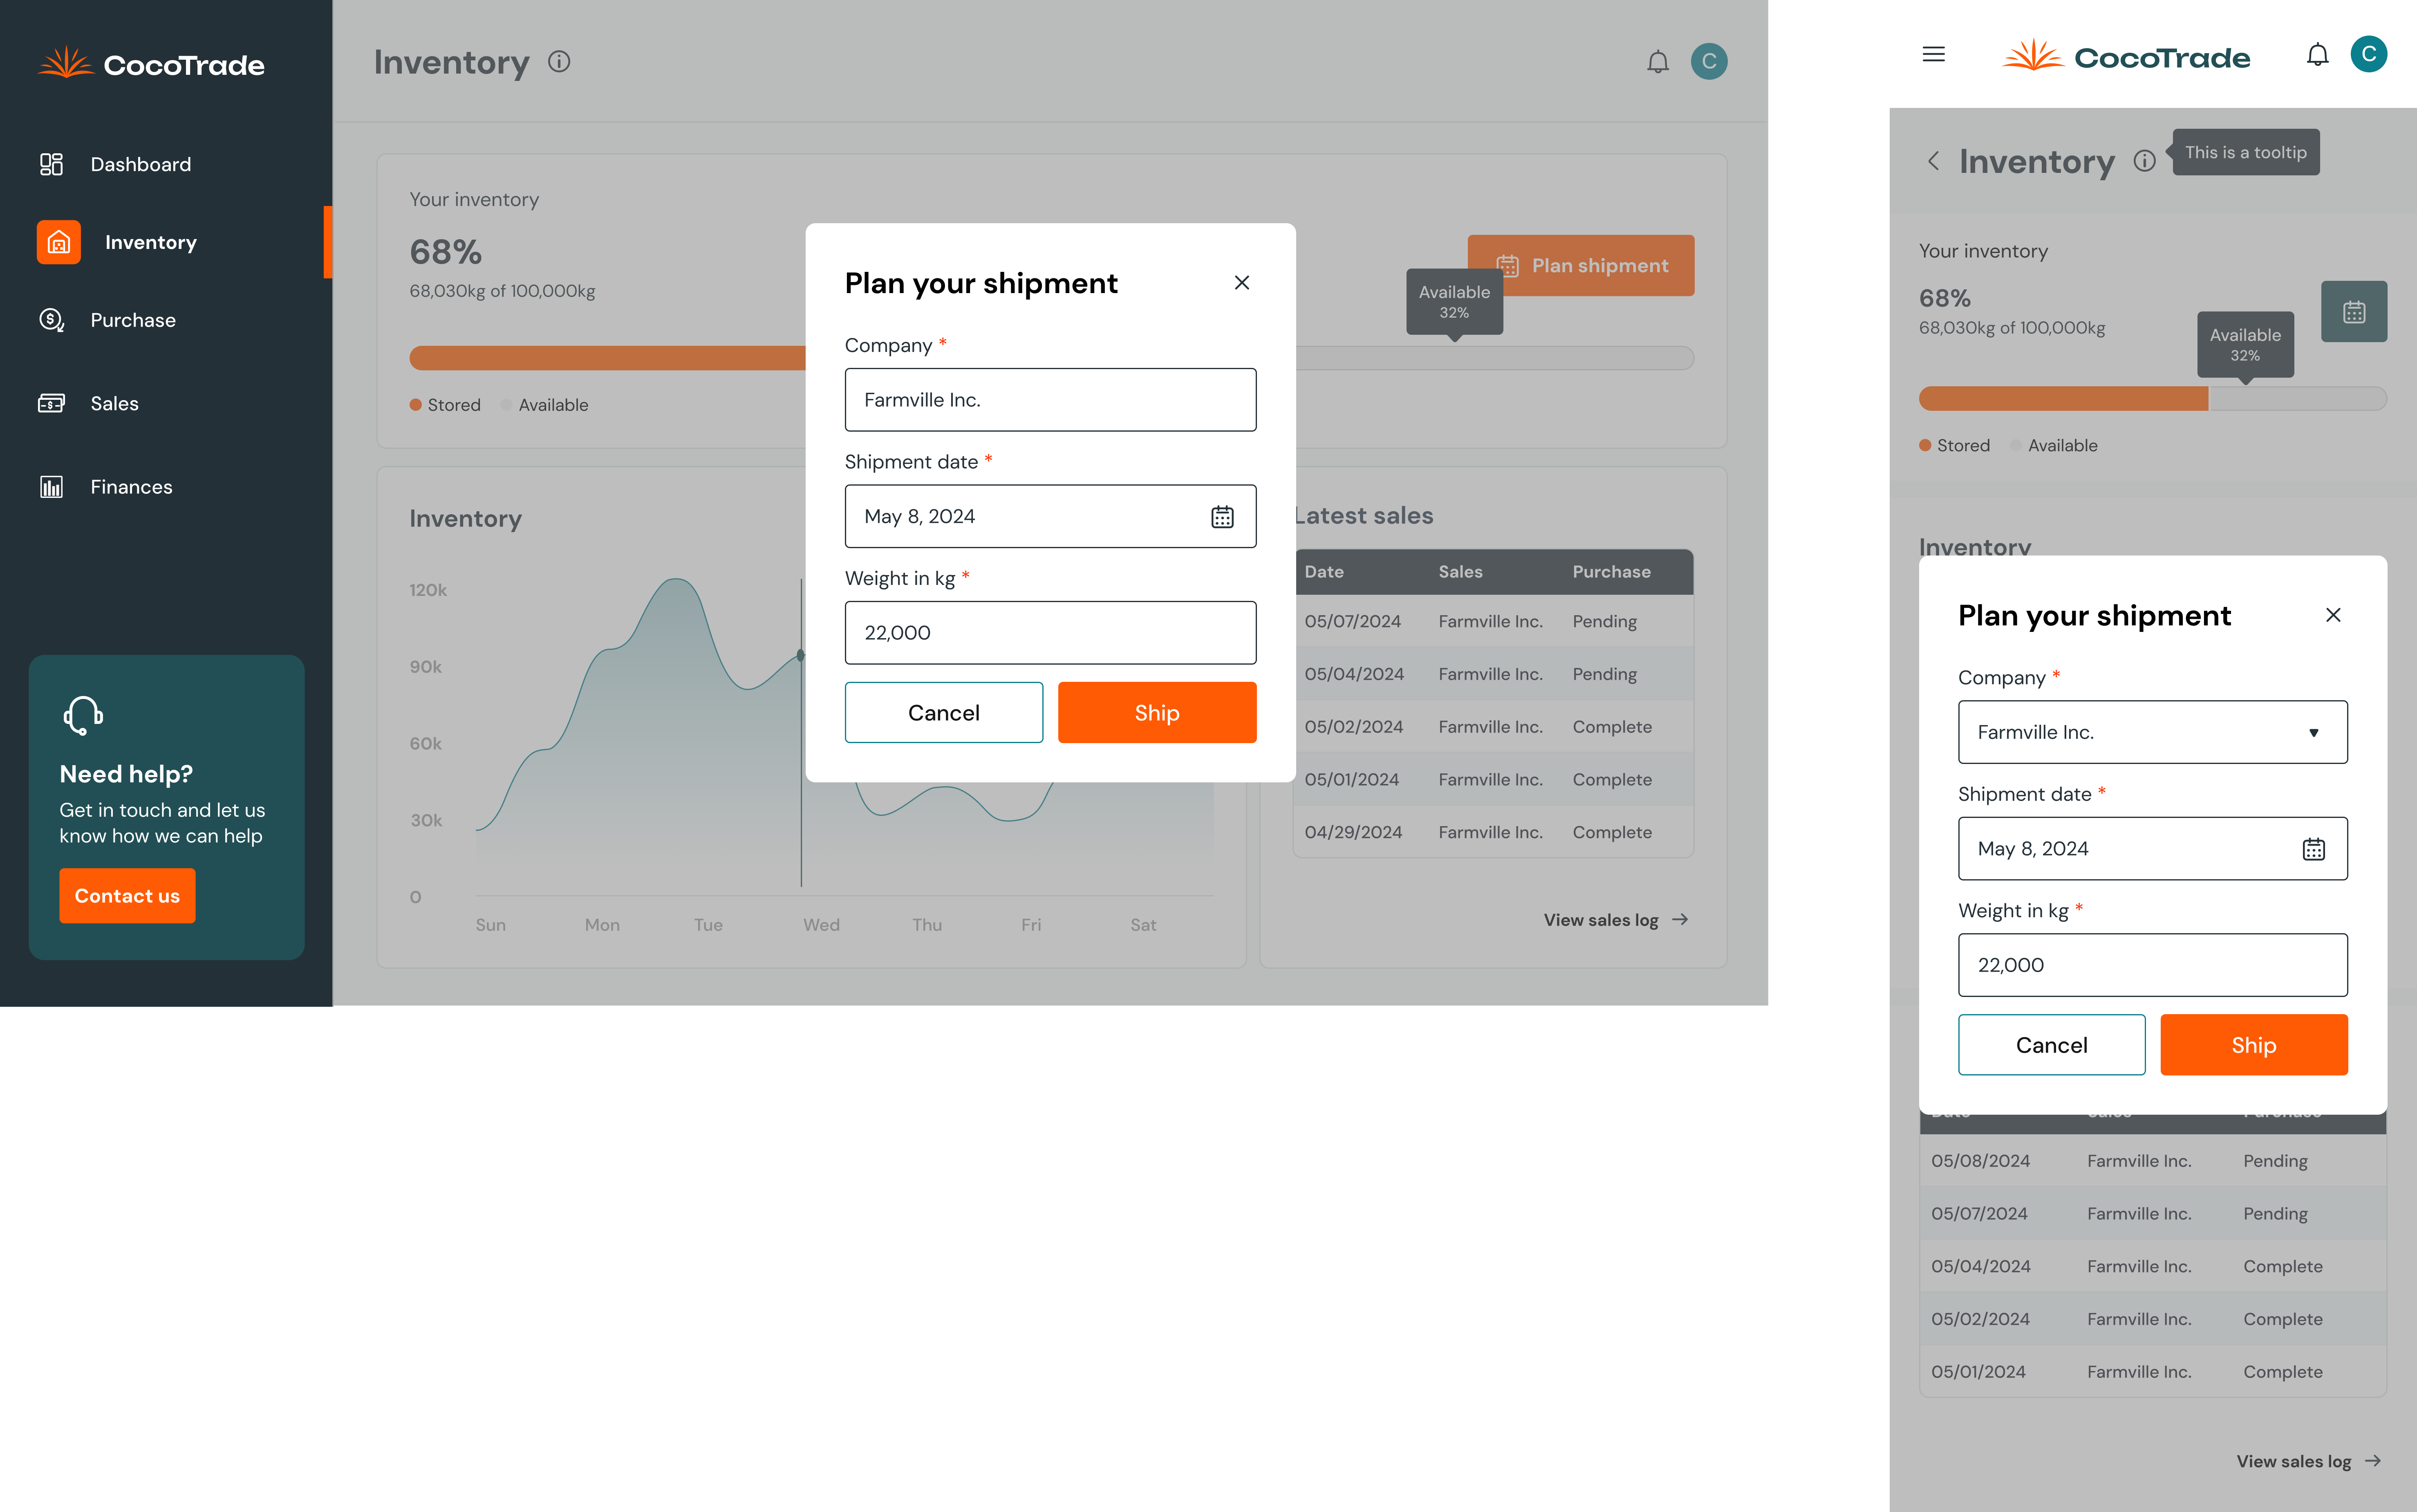 CocoTrade
Dashboard
Inventory
Purchase
Sales
Finances
Need help?
Get in touch and let us
know how we can help
Contact us
Inventory
C
Your inventory
68%
68,030kg of 100,000kg
Plan shipment
Available
32%
Stored
Available
Plan your shipment
Company *
Farmville Inc.
Shipment date *
May 8, 2024
Weight in kg *
22,000
Cancel
Ship
Inventory
120k
90k
60k
30k
0
Sun
Mon
Tue
Wed
Thu
Fri
Sat
Latest sales
Date Sales Purchase
05/07/2024 Farmville Inc. Pending
05/04/2024 Farmville Inc. Pending
05/02/2024 Farmville Inc. Complete
05/01/2024 Farmville Inc. Complete
04/29/2024 Farmville Inc. Complete
View sales log
CocoTrade
C
Inventory
This is a tooltip
Your inventory
68%
68,030kg of 100,000kg
Available
32%
Stored
Available
Inventory
Plan your shipment
Company *
Farmville Inc.
Shipment date *
May 8, 2024
Weight in kg *
22,000
Cancel
Ship
Date Sales Purchase
05/08/2024 Farmville Inc. Pending
05/07/2024 Farmville Inc. Pending
05/04/2024 Farmville Inc. Complete
05/02/2024 Farmville Inc. Complete
05/01/2024 Farmville Inc. Complete
View sales log